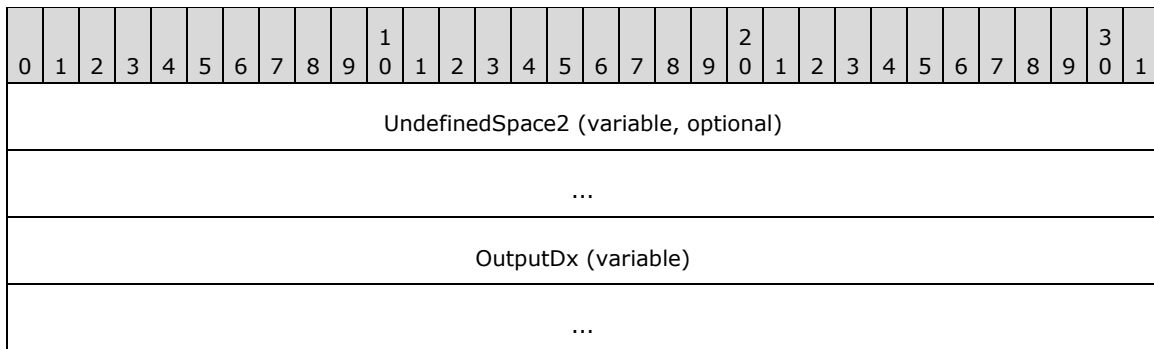 1 2 3
0 1 2 3 4 5 6 7 8 9 0 1 2 3 4 5 6 7 8 9 0 1 2 3 4 5 6 7 8 9 0 1
UndefinedSpace2 (variable, optional)
...
OutputDx (variable)
...